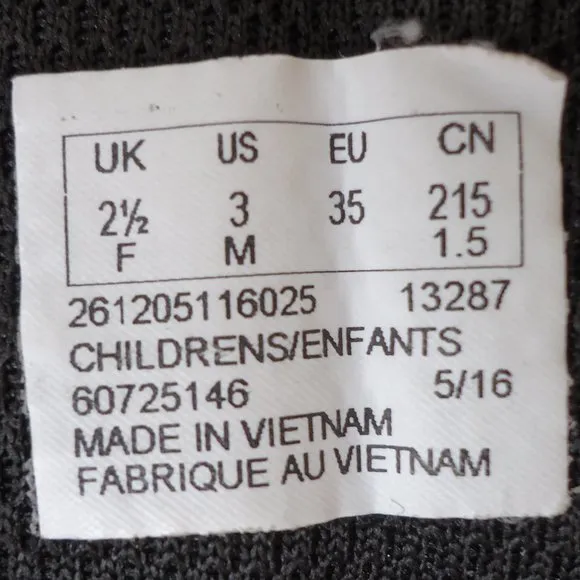 UK US EU CN
2½ 3 35 215
F M 1.5
261205116025 13287
CHILDRENS/ENFANTS
60725146 5/16
MADE IN VIETNAM
FABRIQUE AU VIETNAM